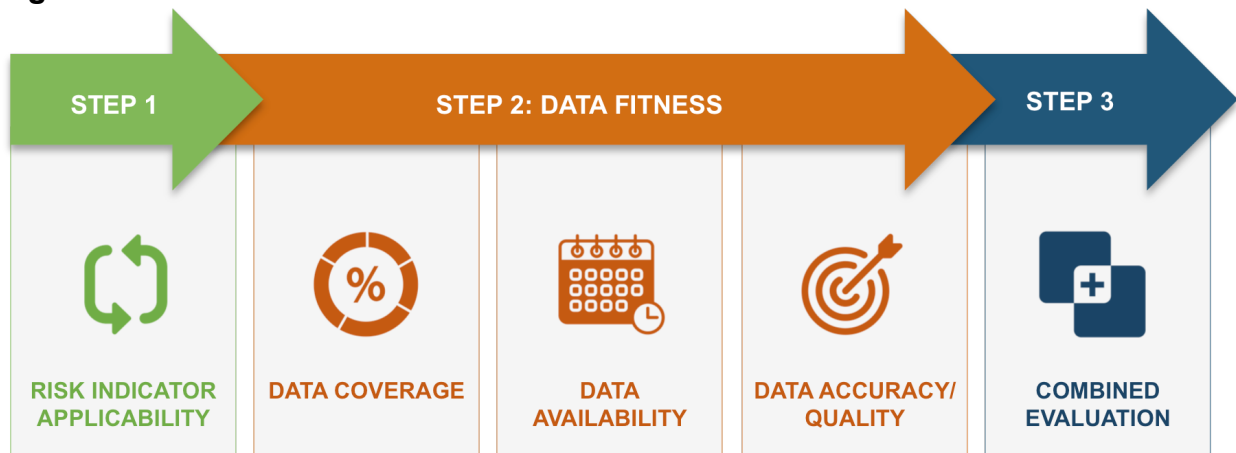 STEP 1
STEP 2: DATA FITNESS
STEP 3
%
RISK INDICATOR
APPLICABILITY
DATA COVERAGE
DATA
AVAILABILITY
DATA ACCURACY/
QUALITY
+
COMBINED
EVALUATION